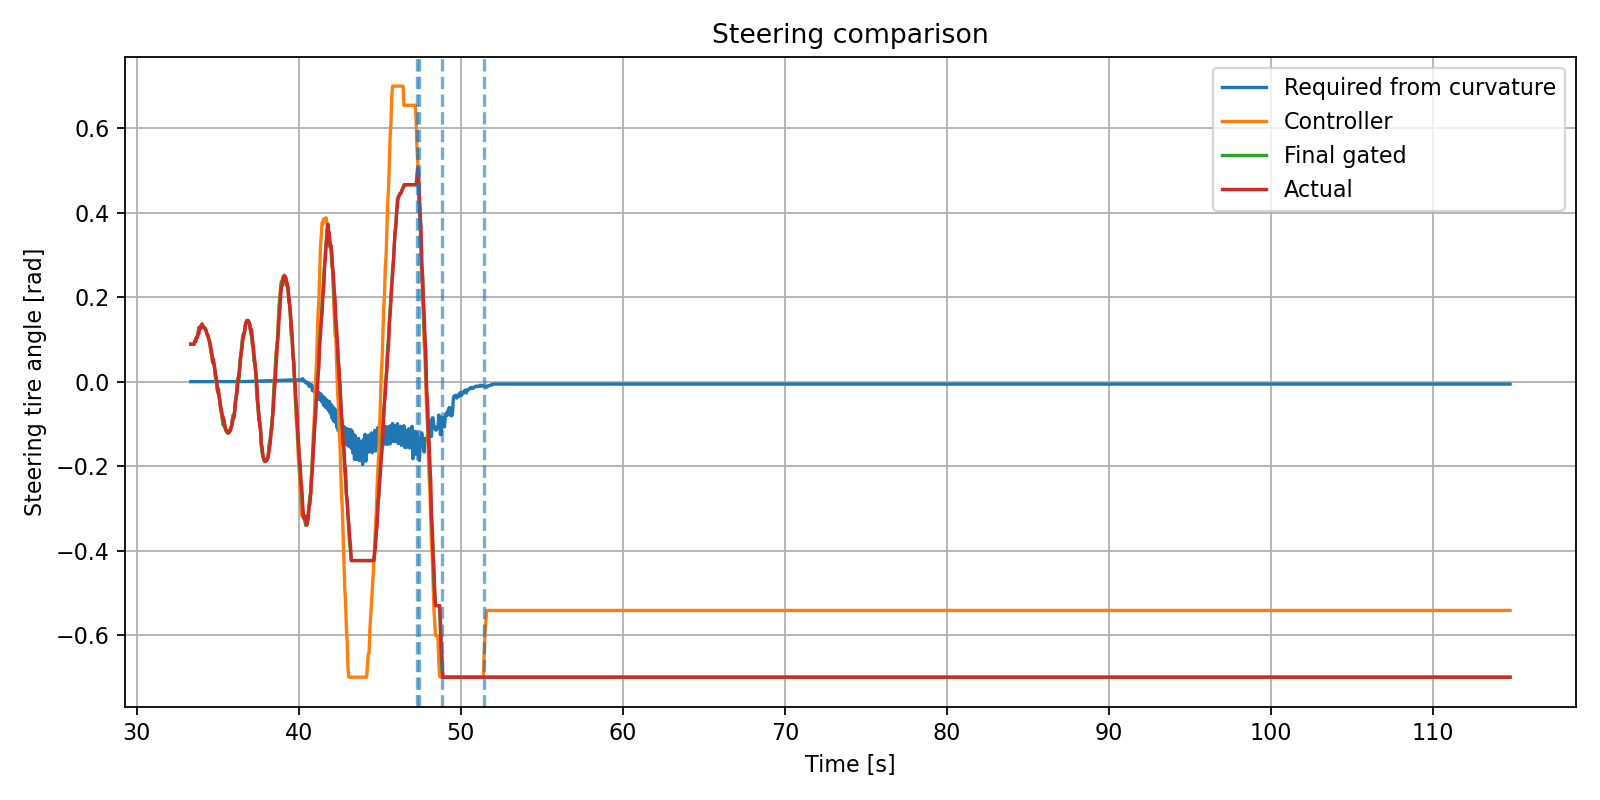 Steering comparison
Required from curvature
Controller
Final gated
Actual
Steering tire angle [rad]
0.6
0.4
0.2
0.0
−0.2
−0.4
−0.6
30 40 50 60 70 80 90 100 110
Time [s]